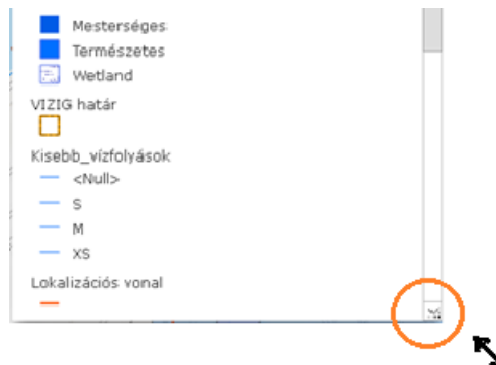 Mesterséges
Természetes
Wetland
VIZIG határ
Kisebb_vízfolyások
<Null>
S
M
XS
Lokalizációs vonal